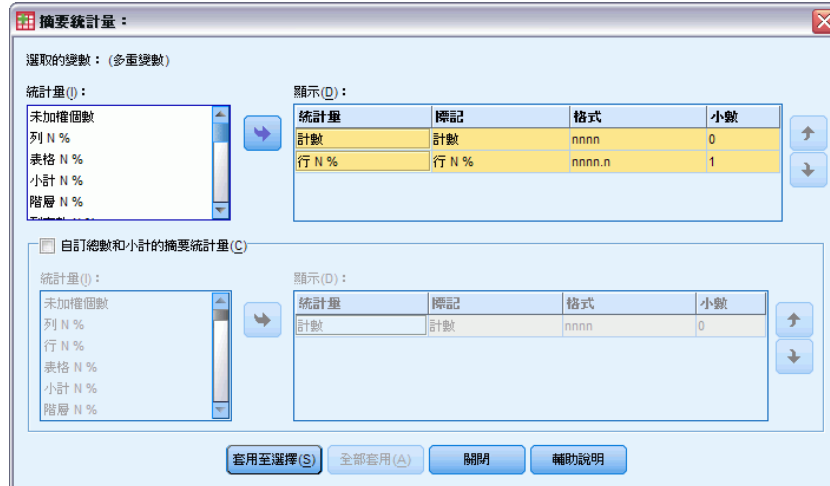 摘要統計量：
選取的變數： (多重變數)
統計量(I)：
未加權個數
列 N %
表格 N %
小計 N %
階層 N %
顯示(D)：
統計量 標記 格式 小數
計數 計數 nnnn 0
行 N % 行 N % nnnn.n 1
自訂總數和小計的摘要統計量(C)
統計量(I)：
未加權個數
列 N %
行 N %
表格 N %
小計 N %
階層 N %
顯示(D)：
統計量 標記 格式 小數
計數 計數 nnnn 0
套用至選擇(S) 全部套用(A) 關閉 輔助說明